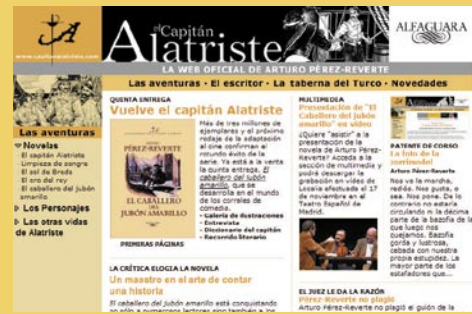 www.capitanalatriste.com
el Capitán
Alatriste
LA WEB OFICIAL DE ARTURO PÉREZ-REVERTE
ALFAGUARA
Las aventuras · El escritor · La taberna del Turco · Novedades
Las aventuras
Novelas
El capitán Alatriste
Limpieza de sangre
El sol de Breda
El oro del rey
El caballero del jubón
amarillo
Los Personajes
Las otras vidas
de Alatriste
QUINTA ENTREGA
Vuelve el capitán Alatriste
ARTURO
PÉREZ-REVERTE
EL CABALLERO
DEL
JUBÓN AMARILLO
PRIMERAS PÁGINAS
Más de tres millones de
ejemplares y el próximo
rodaje de la adaptación
al cine confirman el
rotundo éxito de la
serie. Ya está a la venta
la quinta entrega, El
caballero del jubón
amarillo, que se
desarrolla en el mundo
de los corrales de
comedia.
- Galería de ilustraciones
- Entrevista
- Diccionario del capitán
- Recorrido literario
LA CRÍTICA ELOGIA LA NOVELA
Un maestro en el arte de contar
una historia
El caballero del jubón amarillo está conquistando
no sólo a numerosos lectores sino también a los
MULTIMEDIA
Presentación de "El
Caballero del jubón
amarillo" en vídeo
¿Quiere "asistir" a la
presentación de la
novela de Arturo Pérez-
Reverte? Acceda a la
sección de multimedia y
podrá descargar la
grabación en vídeo de
Localia efectuada el 17
de noviembre en el
Teatro Español de
Madrid.
PATENTE DE CORSO
La foto de la
Arturo Pérez-Reverte
Nos va la marcha,
rediós. Nos gusta, o
sea. Nos pone. De lo
contrario no estaría
circulando ni la décima
parte de la bazofia de la
que luego nos
quejamos. Bazofia
gorda y lustrosa,
cebada con nuestra
propia estupidez. La
mayor parte de los
estafadores que...
EL JUEZ LE DA LA RAZÓN
Pérez-Reverte no plagió
Arturo Pérez-Reverte no plagió el guión de la